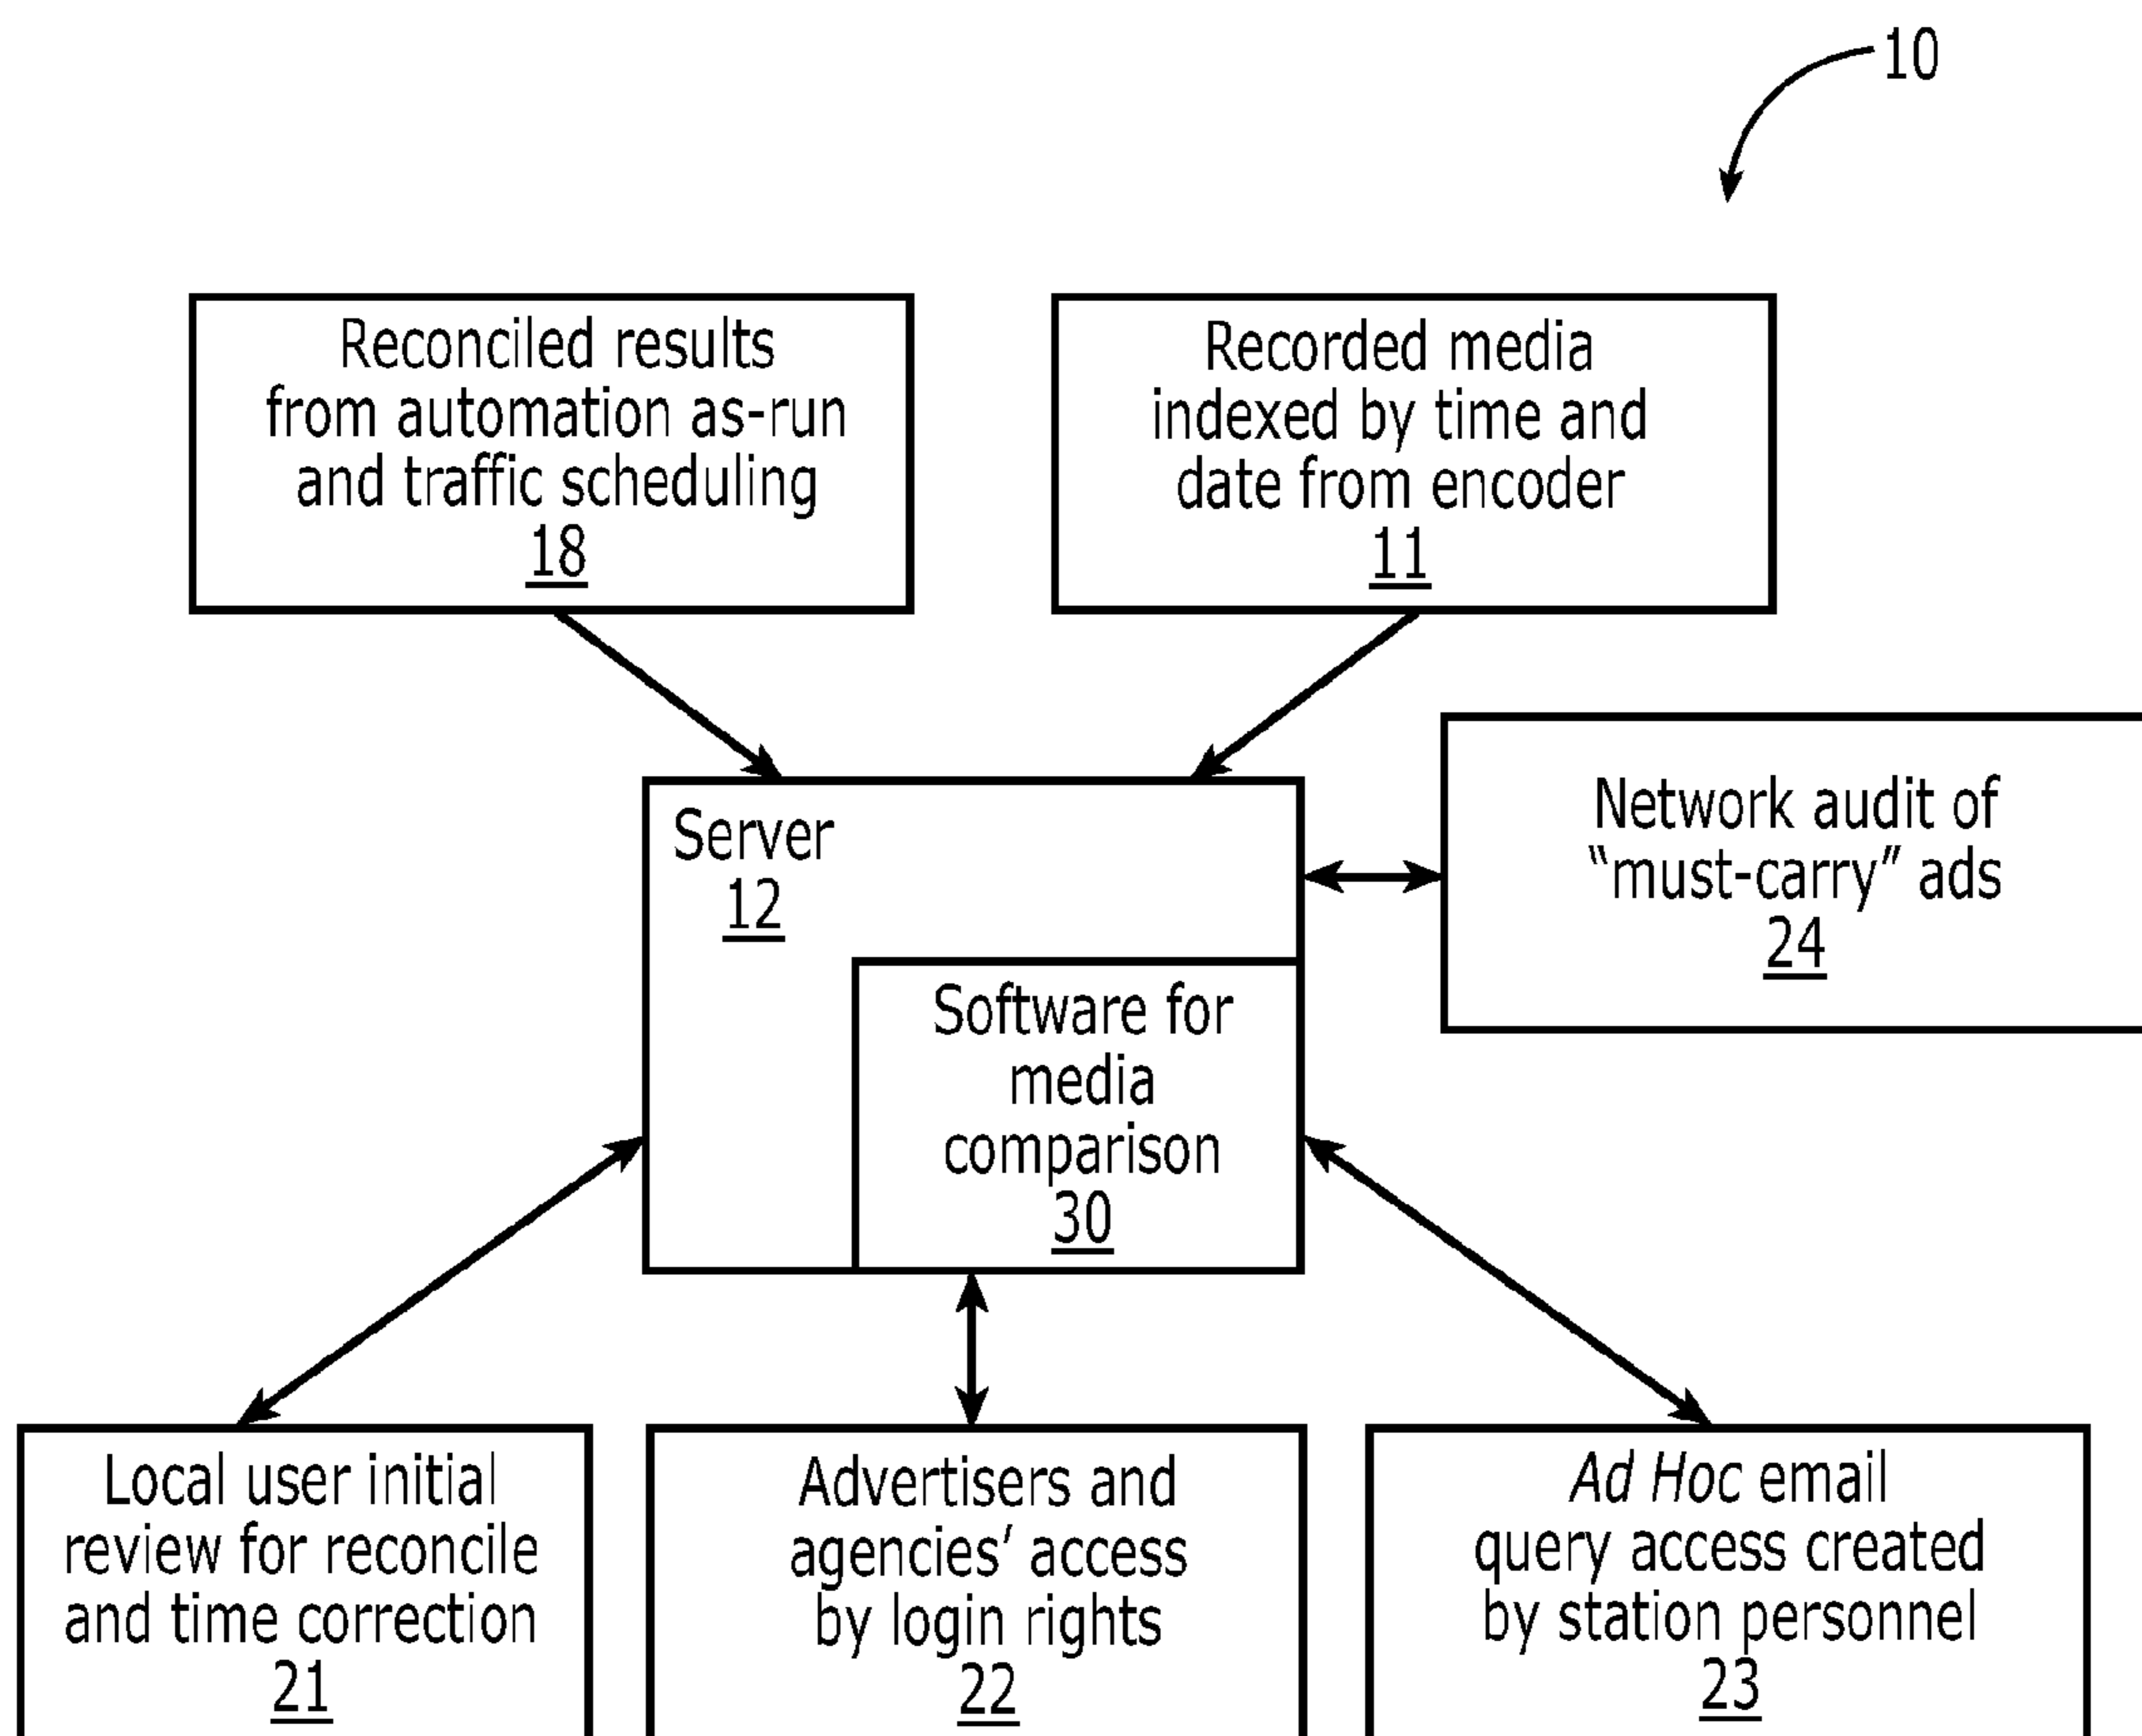 10
Reconciled results
from automation as-run
and traffic scheduling
18
Recorded media
indexed by time and
date from encoder
11
Server
12
Network audit of
“must-carry” ads
24
Software for
media
comparison
30
Local user initial
review for reconcile
and time correction
21
Advertisers and
agencies’ access
by login rights
22
Ad Hoc email
query access created
by station personnel
23